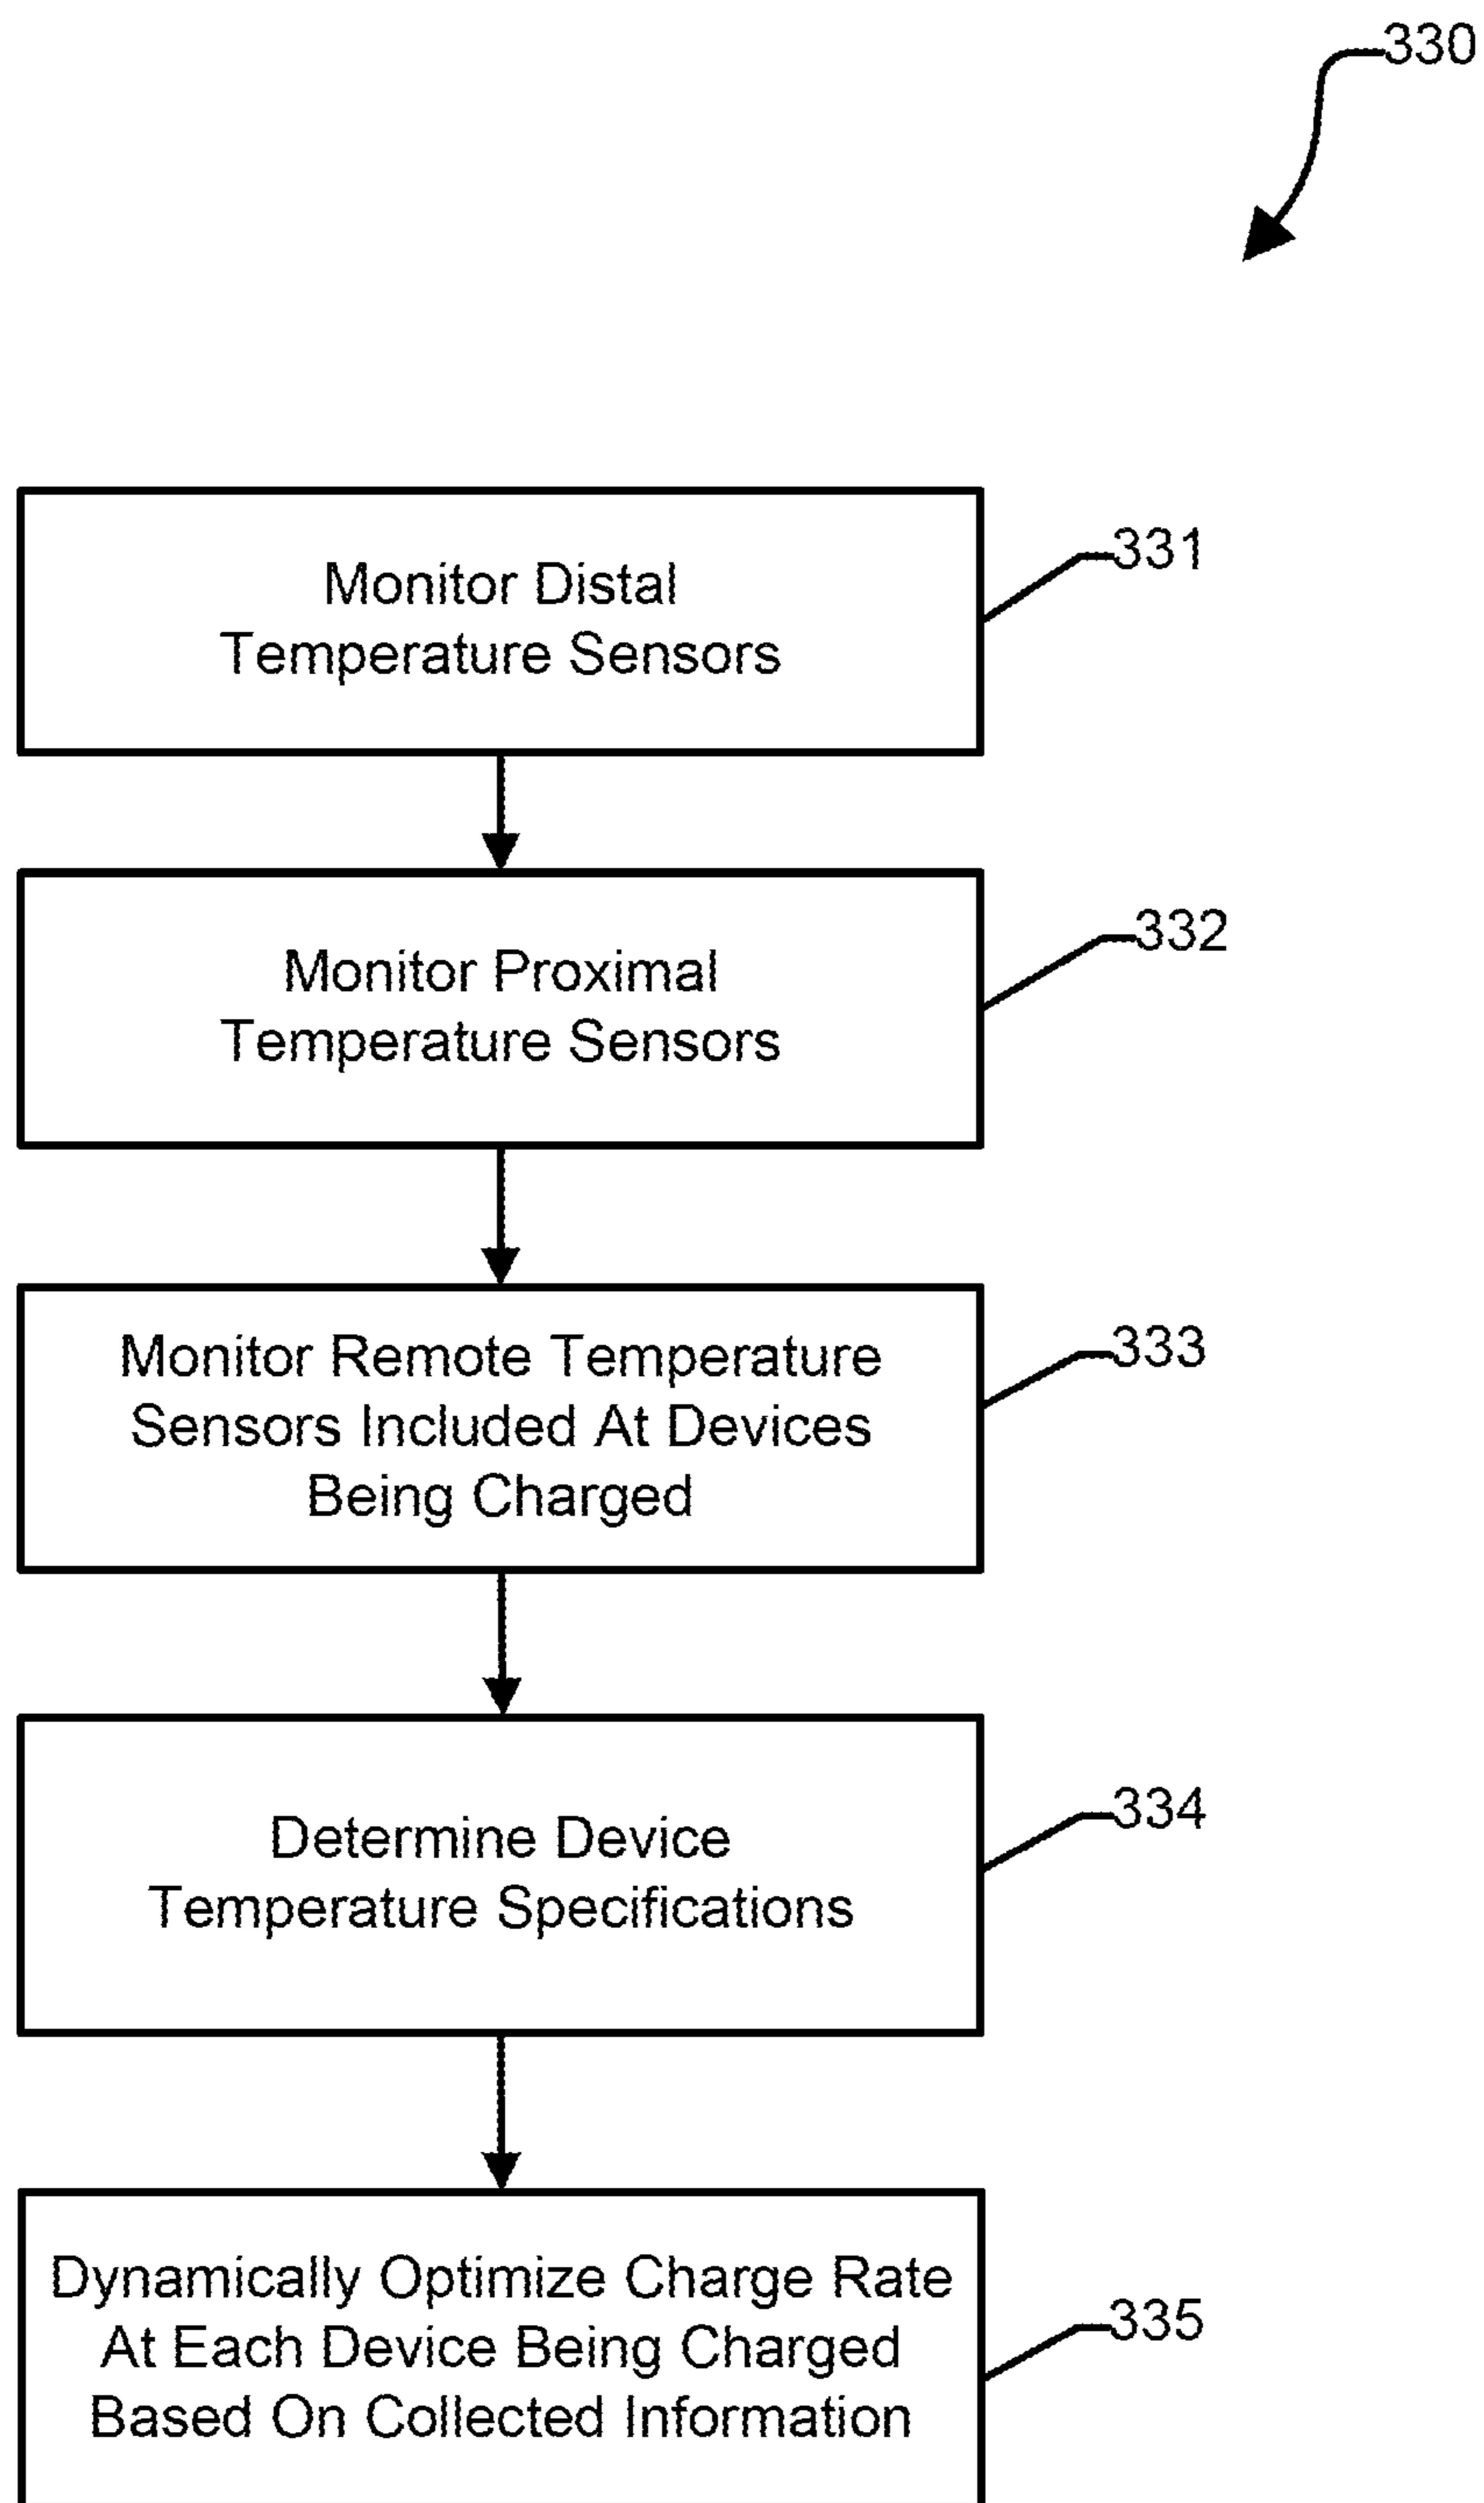 330
Monitor Distal
Temperature Sensors
331
Monitor Proximal
Temperature Sensors
332
Monitor Remote Temperature
Sensors Included At Devices
Being Charged
333
Determine Device
Temperature Specifications
334
Dynamically Optimize Charge Rate
At Each Device Being Charged
Based On Collected Information
335